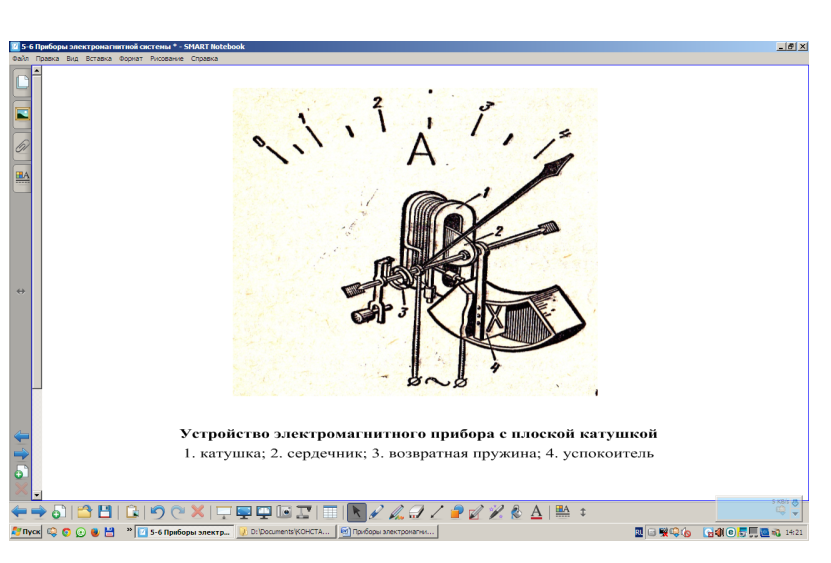 5-6 Приборы электромагнитной системы * - SMART Notebook
Файл Правка Вид Вставка Формат Рисование Справка
0 1 2 3 4
A
1
2
3
4
Устройство электромагнитного прибора с плоской катушкой
1. катушка; 2. сердечник; 3. возвратная пружина; 4. успокоитель
Пуск
5-6 Приборы электр...
D:\Documents\КОНСТА...
Приборы электромагни...
RU
14:21